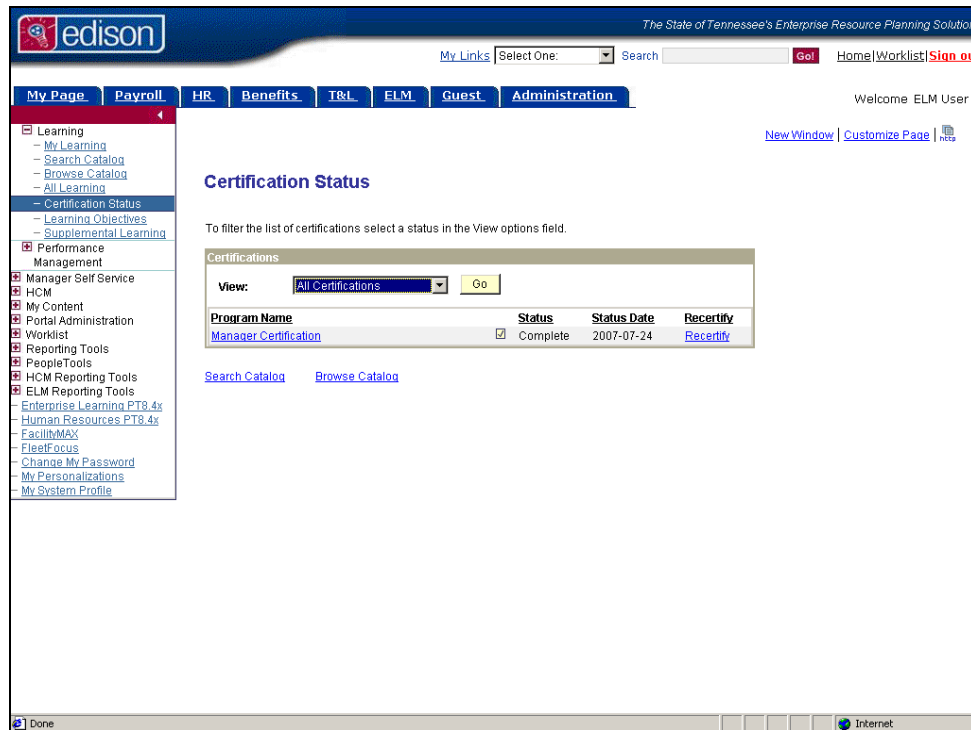 edison
The State of Tennessee's Enterprise Resource Planning Solution
My Links Select One: Search Go! Home|Worklist|Sign ou
My Page Payroll HR Benefits T&L ELM Guest Administration
Welcome ELM User
New Window | Customize Page | http
Learning
– My Learning
– Search Catalog
– Browse Catalog
– All Learning
– Certification Status
– Learning Objectives
– Supplemental Learning
Performance
Management
Manager Self Service
HCM
My Content
Portal Administration
Worklist
Reporting Tools
PeopleTools
HCM Reporting Tools
ELM Reporting Tools
– Enterprise Learning PT8.4x
– Human Resources PT8.4x
– FacilityMAX
– FleetFocus
– Change My Password
– My Personalizations
– My System Profile
Certification Status
To filter the list of certifications select a status in the View options field.
Certifications
View: All Certifications Go
Program Name Status Status Date Recertify
Manager Certification Complete 2007-07-24 Recertify
Search Catalog Browse Catalog
Done Internet